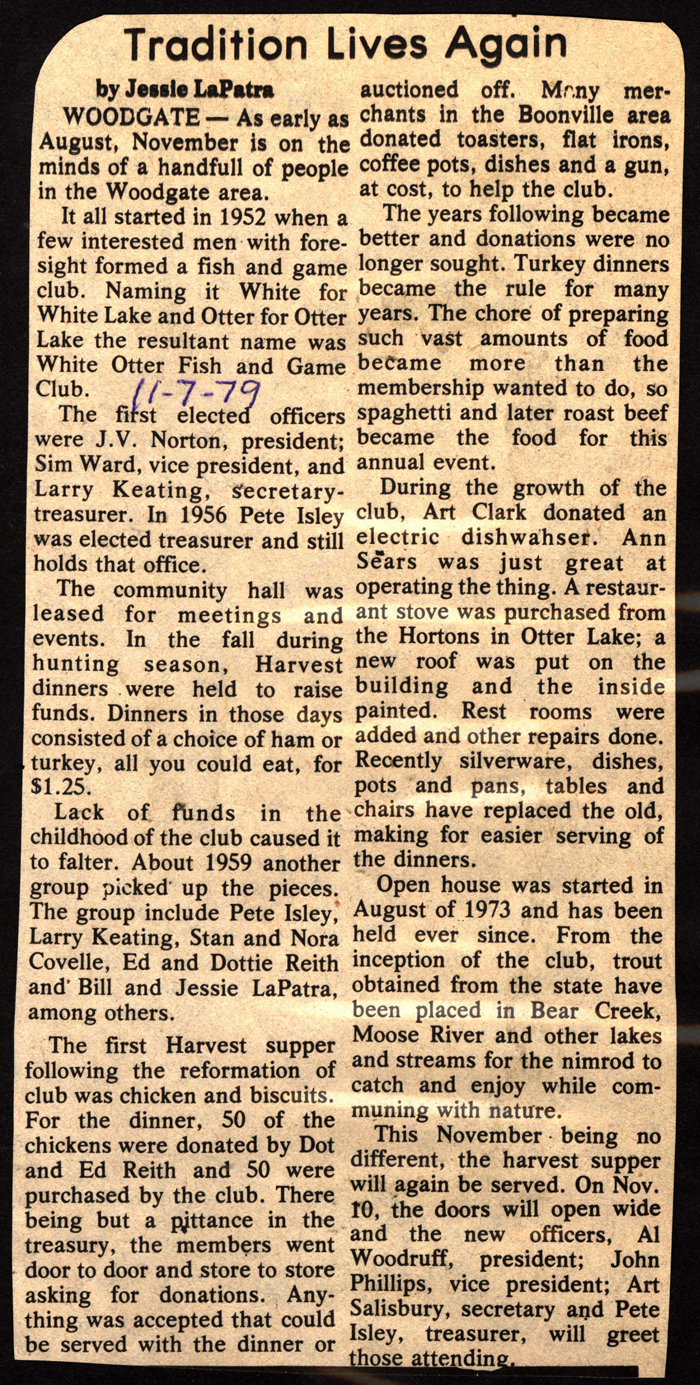 Tradition Lives Again
by Jessie LaPatra
WOODGATE — As early as
August, November is on the
minds of a handfull of people
in the Woodgate area.
It all started in 1952 when a
few interested men with fore-
sight formed a fish and game
club. Naming it White for
White Lake and Otter for Otter
Lake the resultant name was
White Otter Fish and Game
Club.
11-7-79
The first elected officers
were J.V. Norton, president;
Sim Ward, vice president, and
Larry Keating, secretary-
treasurer. In 1956 Pete Isley
was elected treasurer and still
holds that office.
The community hall was
leased for meetings and
events. In the fall during
hunting season, Harvest
dinners were held to raise
funds. Dinners in those days
consisted of a choice of ham or
turkey, all you could eat, for
$1.25.
Lack of funds in the
childhood of the club caused it
to falter. About 1959 another
group picked up the pieces.
The group include Pete Isley,
Larry Keating, Stan and Nora
Covelle, Ed and Dottie Reith
and Bill and Jessie LaPatra,
among others.
The first Harvest supper
following the reformation of
club was chicken and biscuits.
For the dinner, 50 of the
chickens were donated by Dot
and Ed Reith and 50 were
purchased by the club. There
being but a pittance in the
treasury, the members went
door to door and store to store
asking for donations. Any-
thing was accepted that could
be served with the dinner or
auctioned off. Many mer-
chants in the Boonville area
donated toasters, flat irons,
coffee pots, dishes and a gun,
at cost, to help the club.
The years following became
better and donations were no
longer sought. Turkey dinners
became the rule for many
years. The chore of preparing
such vast amounts of food
became more than the
membership wanted to do, so
spaghetti and later roast beef
became the food for this
annual event.
During the growth of the
club, Art Clark donated an
electric dishwahser. Ann
Sears was just great at
operating the thing. A restaur-
ant stove was purchased from
the Hortons in Otter Lake; a
new roof was put on the
building and the inside
painted. Rest rooms were
added and other repairs done.
Recently silverware, dishes,
pots and pans, tables and
chairs have replaced the old,
making for easier serving of
the dinners.
Open house was started in
August of 1973 and has been
held ever since. From the
inception of the club, trout
obtained from the state have
been placed in Bear Creek,
Moose River and other lakes
and streams for the nimrod to
catch and enjoy while com-
muning with nature.
This November being no
different, the harvest supper
will again be served. On Nov.
10, the doors will open wide
and the new officers, Al
Woodruff, president; John
Phillips, vice president; Art
Salisbury, secretary and Pete
Isley, treasurer, will greet
those attending.